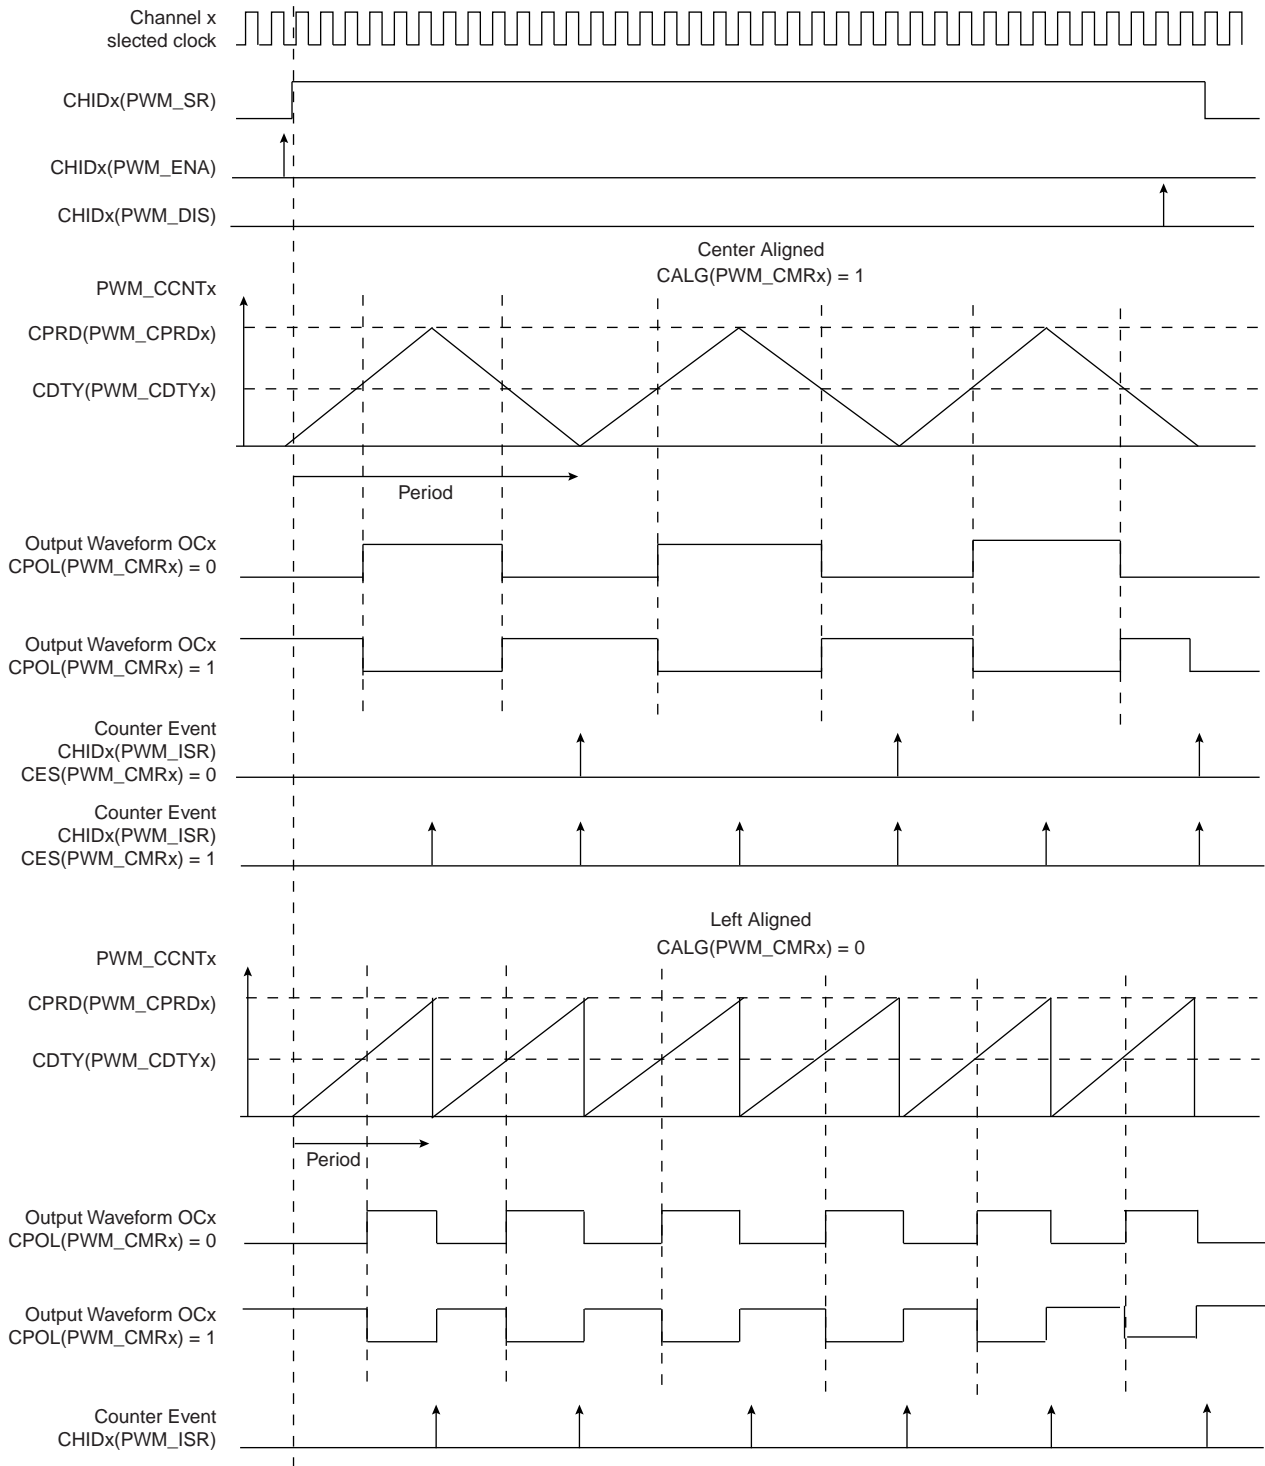 Channel x
slected clock
CHIDx(PWM_SR)
CHIDx(PWM_ENA)
CHIDx(PWM_DIS)
Center Aligned
CALG(PWM_CMRx) = 1
PWM_CCNTx
CPRD(PWM_CPRDx)
CDTY(PWM_CDTYx)
Period
Output Waveform OCx
CPOL(PWM_CMRx) = 0
Output Waveform OCx
CPOL(PWM_CMRx) = 1
Counter Event
CHIDx(PWM_ISR)
CES(PWM_CMRx) = 0
Counter Event
CHIDx(PWM_ISR)
CES(PWM_CMRx) = 1
Left Aligned
CALG(PWM_CMRx) = 0
PWM_CCNTx
CPRD(PWM_CPRDx)
CDTY(PWM_CDTYx)
Period
Output Waveform OCx
CPOL(PWM_CMRx) = 0
Output Waveform OCx
CPOL(PWM_CMRx) = 1
Counter Event
CHIDx(PWM_ISR)